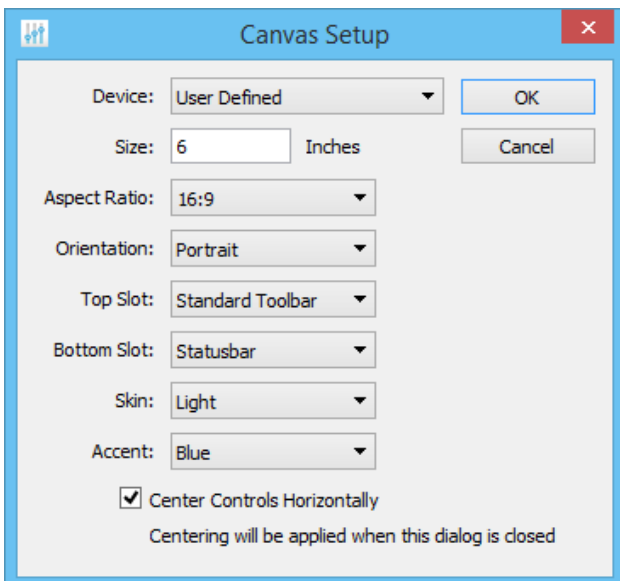 Canvas Setup
Device: User Defined OK
Size: 6 Inches Cancel
Aspect Ratio: 16:9
Orientation: Portrait
Top Slot: Standard Toolbar
Bottom Slot: Statusbar
Skin: Light
Accent: Blue
Center Controls Horizontally
Centering will be applied when this dialog is closed